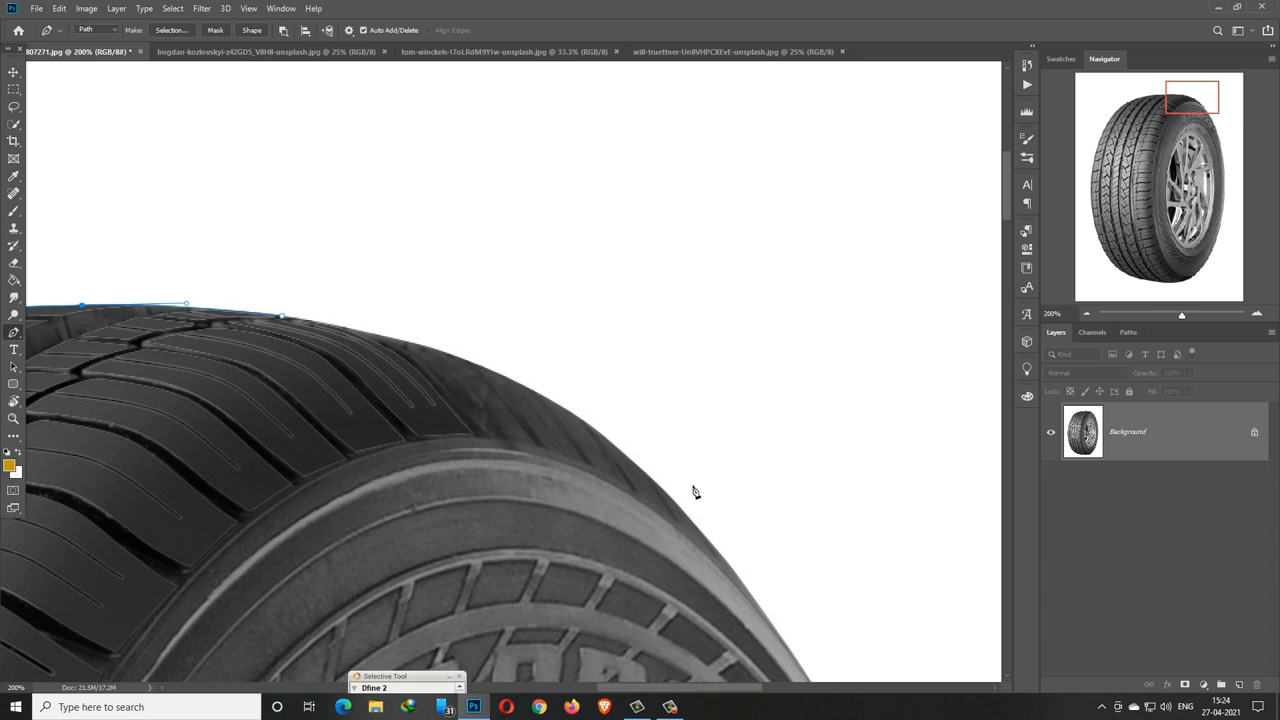 File Edit Image Layer Type Select Filter 3D View Window Help
Path Make: Selection... Mask Shape Auto Add/Delete Align Edges
807271.jpg @ 200% (RGB/8#) * bogdan-kozlovskyi-z42GD5_V8H8-unsplash.jpg @ 25% (RGB/8) tom-winckels-I7oLRdM9YIw-unsplash.jpg @ 33.3% (RGB/8) will-truettner-Un8VHPCXEvE-unsplash.jpg @ 25% (RGB/8)
Swatches Navigator
200%
Layers Channels Paths
Kind
Normal Opacity: 100%
Lock: Fill: 100%
Background
Selective Tool
Dfine 2
200% Doc: 21.5M/17.2M
Type here to search
31
ENG
15:24
27-04-2021